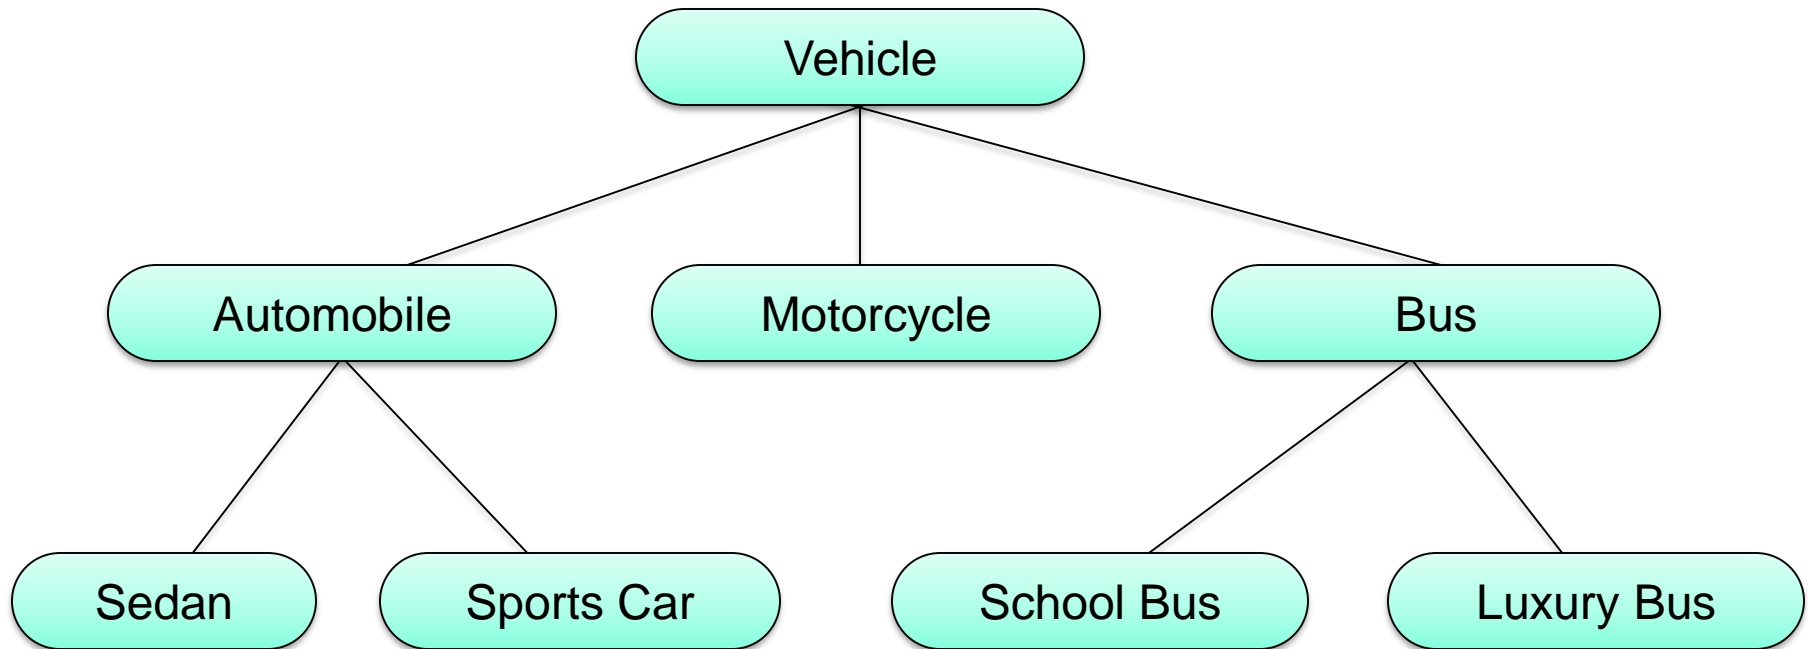 Vehicle
Automobile
Motorcycle
Bus
Sedan
Sports Car
School Bus
Luxury Bus